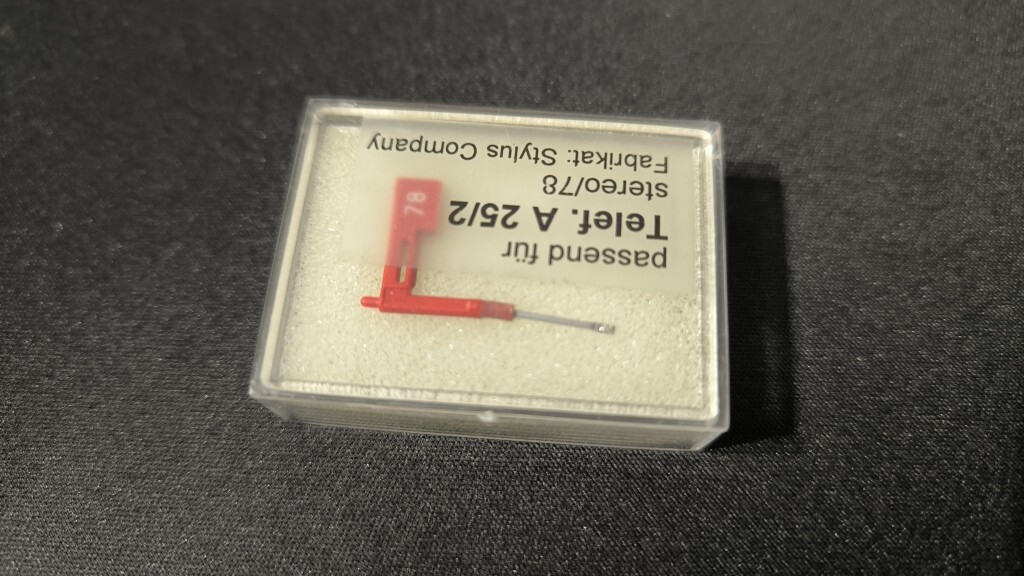 passend für
Telef. A 25/2
stereo/78
Fabrikat: Stylus Company
78